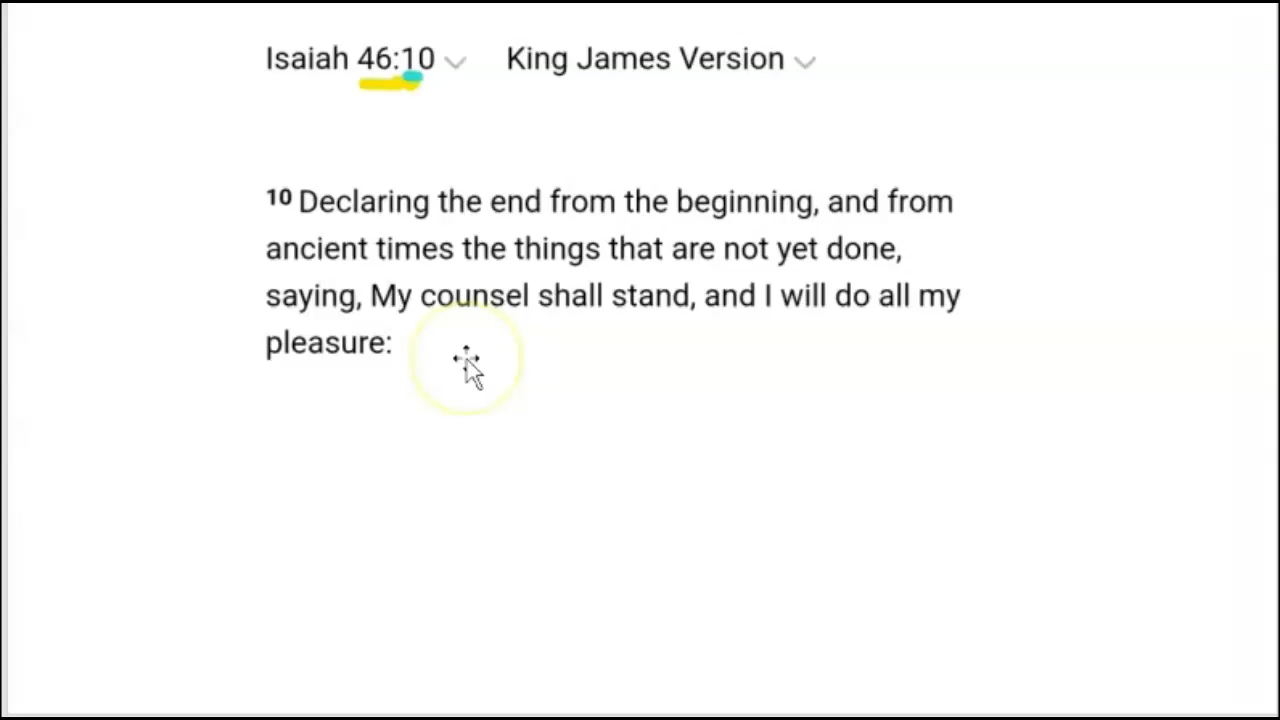 Isaiah 46:10 King James Version
10 Declaring the end from the beginning, and from
ancient times the things that are not yet done,
saying, My counsel shall stand, and I will do all my
pleasure: